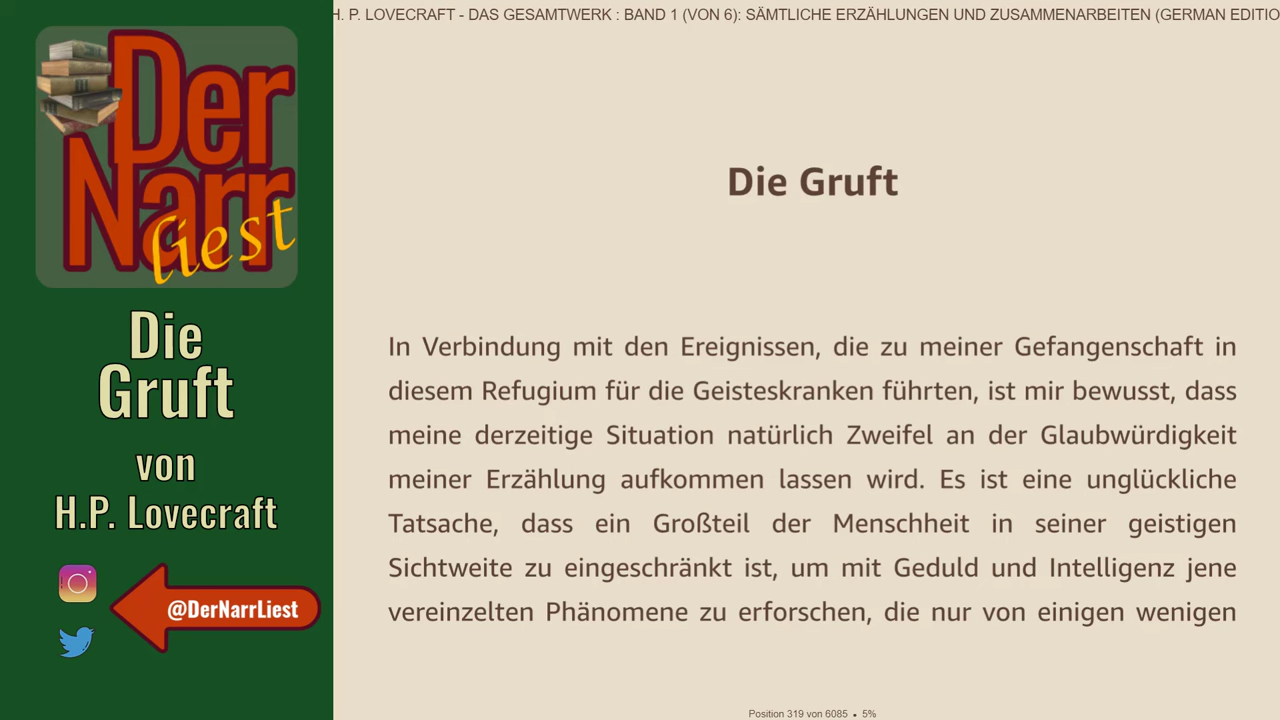 Der
Narr
liest
Die
Gruft
von
H.P. Lovecraft
@DerNarrLiest
H. P. LOVECRAFT - DAS GESAMTWERK : BAND 1 (VON 6): SÄMTLICHE ERZÄHLUNGEN UND ZUSAMMENARBEITEN (GERMAN EDITIO
Die Gruft
In Verbindung mit den Ereignissen, die zu meiner Gefangenschaft in
diesem Refugium für die Geisteskranken führten, ist mir bewusst, dass
meine derzeitige Situation natürlich Zweifel an der Glaubwürdigkeit
meiner Erzählung aufkommen lassen wird. Es ist eine unglückliche
Tatsache, dass ein Großteil der Menschheit in seiner geistigen
Sichtweite zu eingeschränkt ist, um mit Geduld und Intelligenz jene
vereinzelten Phänomene zu erforschen, die nur von einigen wenigen
Position 319 von 6085 • 5%